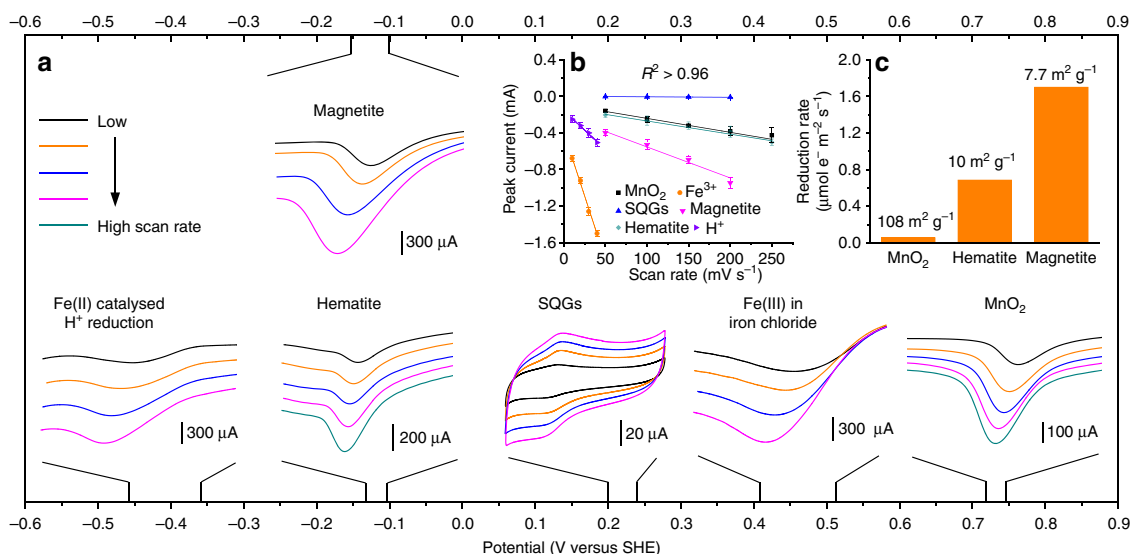 −0.6 −0.5 −0.4 −0.3 −0.2 −0.1 0.0 0.1 0.2 0.3 0.4 0.5 0.6 0.7 0.8 0.9
a
Low
High scan rate
Magnetite
300 μA
b
R² > 0.96
0.4
0.0
−0.4
−0.8
−1.2
−1.6
Peak current (mA)
MnO₂ Fe³⁺
SQGs Magnetite
Hematite H⁺
0 50 100 150 200 250
Scan rate (mV s⁻¹)
c
7.7 m² g⁻¹
10 m² g⁻¹
108 m² g⁻¹
1.8
1.2
0.6
0.0
Reduction rate
(μmol e⁻ m⁻² s⁻¹)
MnO₂ Hematite Magnetite
Fe(II) catalysed
H⁺ reduction
300 μA
Hematite
200 μA
SQGs
20 μA
Fe(III) in
iron chloride
300 μA
MnO₂
100 μA
−0.6 −0.5 −0.4 −0.3 −0.2 −0.1 0.0 0.1 0.2 0.3 0.4 0.5 0.6 0.7 0.8 0.9
Potential (V versus SHE)